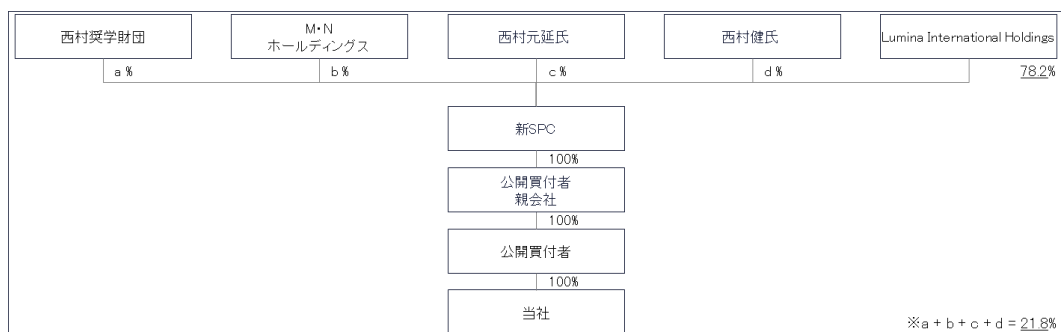 西村奨学財団
M・N
ホールディングス
西村元延氏
西村健氏
Lumina International Holdings
a %
b %
c %
d %
78.2%
新SPC
100%
公開買付者
親会社
100%
公開買付者
100%
当社
※a + b + c + d = 21.8%